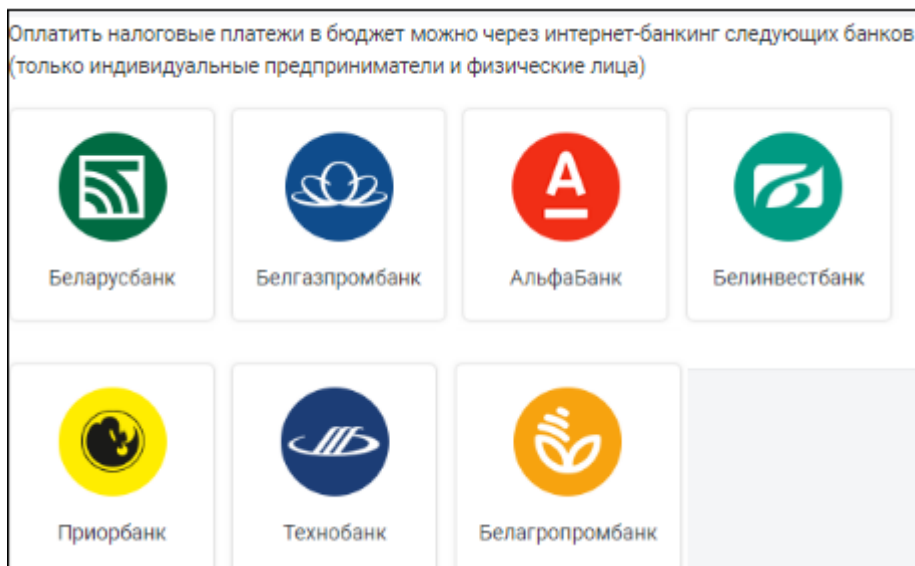 Оплатить налоговые платежи в бюджет можно через интернет-банкинг следующих банков
(только индивидуальные предприниматели и физические лица)
А
Беларусбанк Белгазпромбанк АльфаБанк Белинвестбанк
Приорбанк Технобанк Белагропромбанк